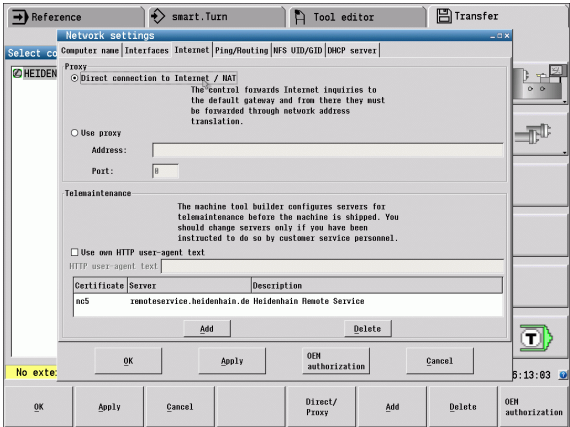 Reference
smart.Turn
Tool editor
Transfer
Network settings
Select co
Computer name
Interfaces
Internet
Ping/Routing
NFS UID/GID
DHCP server
HEIDEN
Proxy
Direct connection to Internet / NAT
The control forwards Internet inquiries to
the default gateway and from there they must
be forwarded through network address
translation.
Use proxy
Address:
Port:
0
Telemaintenance
The machine tool builder configures servers for
telemaintenance before the machine is shipped. You
should change servers only if you have been
instructed to do so by customer service personnel.
Use own HTTP user-agent text
HTTP user-agent text
Certificate Server Description
nc5 remoteservice.heidenhain.de Heidenhain Remote Service
Add
Delete
T
OK
Apply
OEM
authorization
Cancel
No exte
6:13:03
OK
Apply
Cancel
Direct/
Proxy
Add
Delete
OEM
authorization